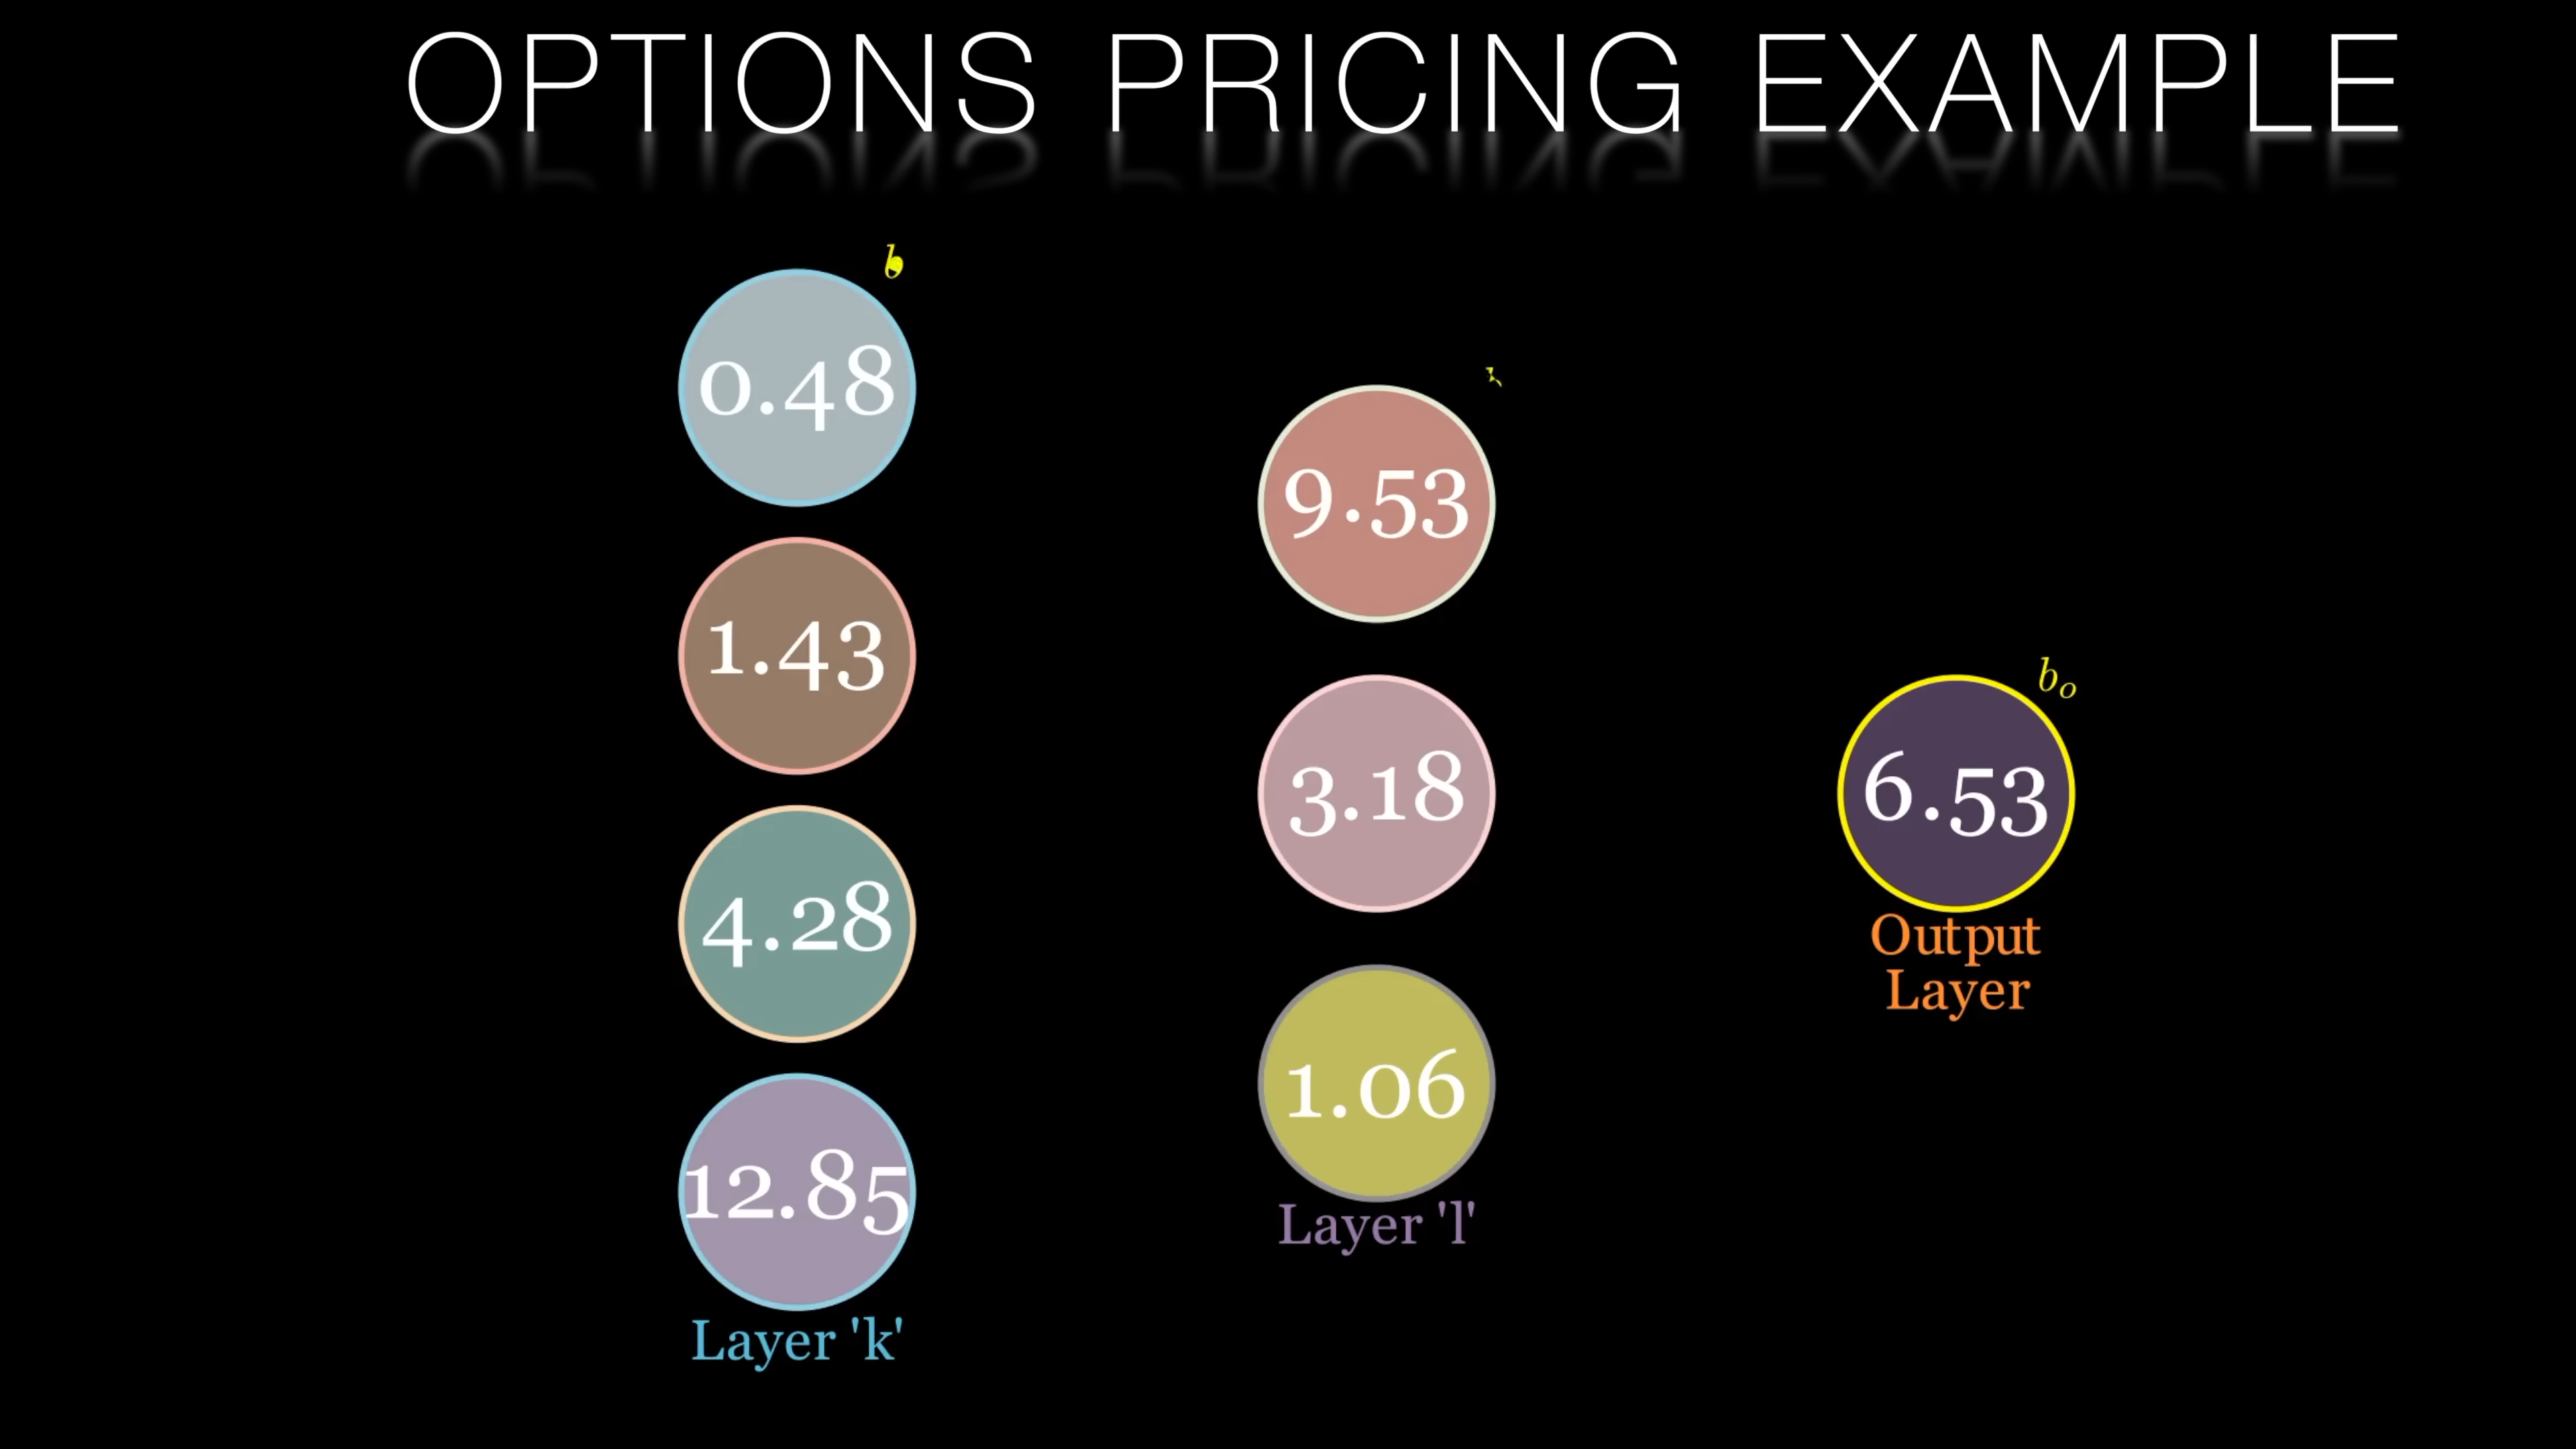 OPTIONS PRICING EXAMPLE
b
0.48
1.43
4.28
12.85
Layer 'k'
9.53
3.18
1.06
Layer 'l'
b_o
6.53
Output
Layer